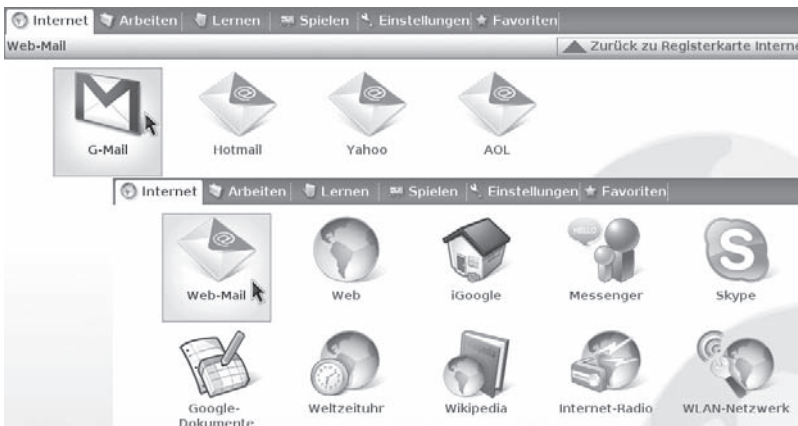 Internet Arbeiten Lernen Spielen Einstellungen Favoriten
Web-Mail Zurück zu Registerkarte Interne
G-Mail Hotmail Yahoo AOL
Internet Arbeiten Lernen Spielen Einstellungen Favoriten
HELLO
Web-Mail Web iGoogle Messenger Skype
Google- Weltzeituhr Wikipedia Internet-Radio WLAN-Netzwerk
Dokumente